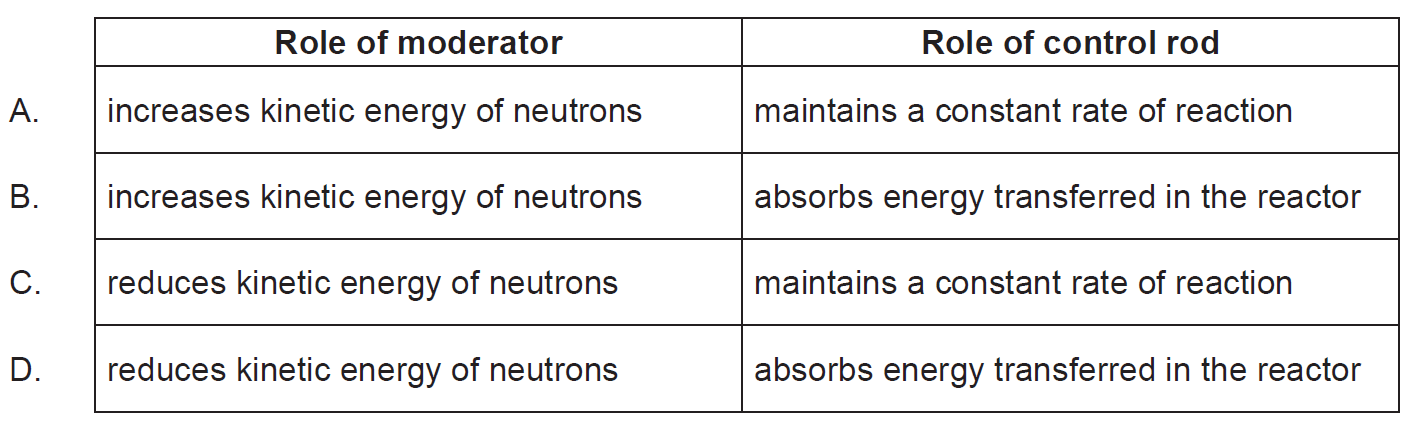 Role of moderator Role of control rod
A. increases kinetic energy of neutrons maintains a constant rate of reaction
B. increases kinetic energy of neutrons absorbs energy transferred in the reactor
C. reduces kinetic energy of neutrons maintains a constant rate of reaction
D. reduces kinetic energy of neutrons absorbs energy transferred in the reactor